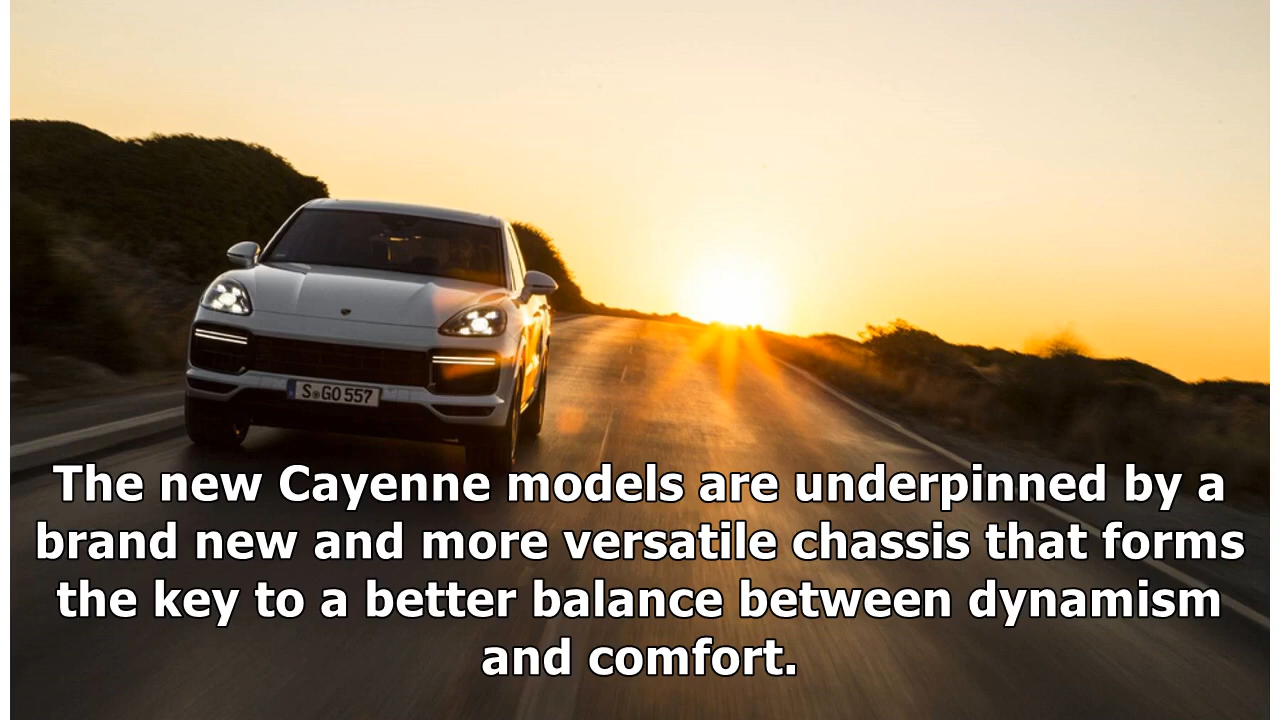 S GO 557
The new Cayenne models are underpinned by a
brand new and more versatile chassis that forms
the key to a better balance between dynamism
and comfort.